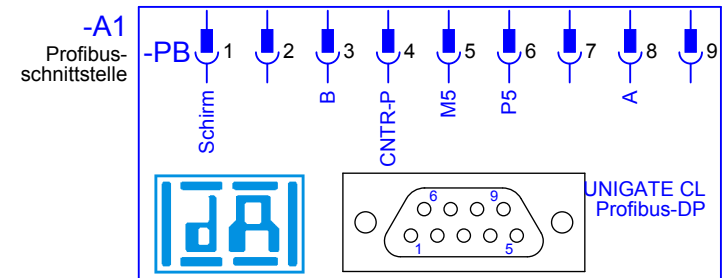 -A1
Profibus-
schnittstelle
-PB 1 2 3 4 5 6 7 8 9
Schirm
B
CNTR-P
M5
P5
A
dA
6 9
1 5
UNIGATE CL
Profibus-DP